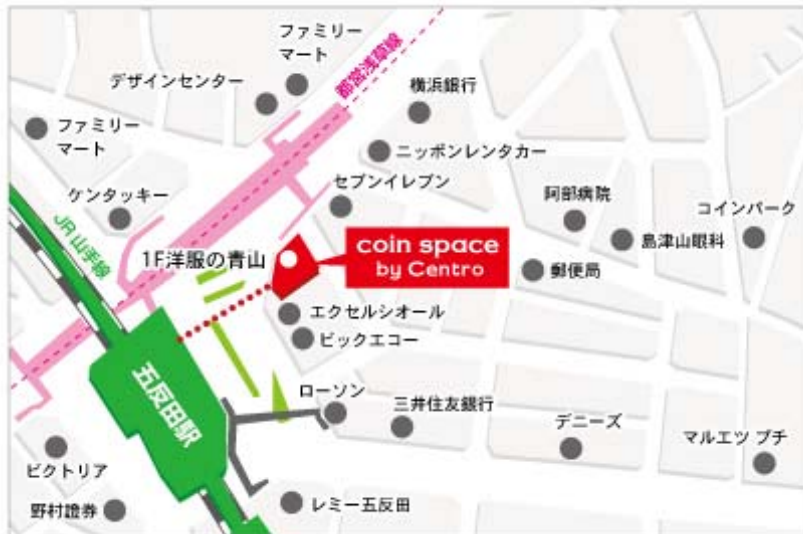 ファミリー
マート
都営浅草線
デザインセンター
横浜銀行
ファミリー
マート
ニッポンレンタカー
セブンイレブン
ケンタッキー
阿部病院
コインパーク
JR 山手線
1F洋服の青山
coin space
by Centro
島津山眼科
郵便局
エクセルシオール
ビックエコー
五反田駅
ローソン
三井住友銀行
デニーズ
マルエツ プチ
ビクトリア
野村證券
レミー五反田